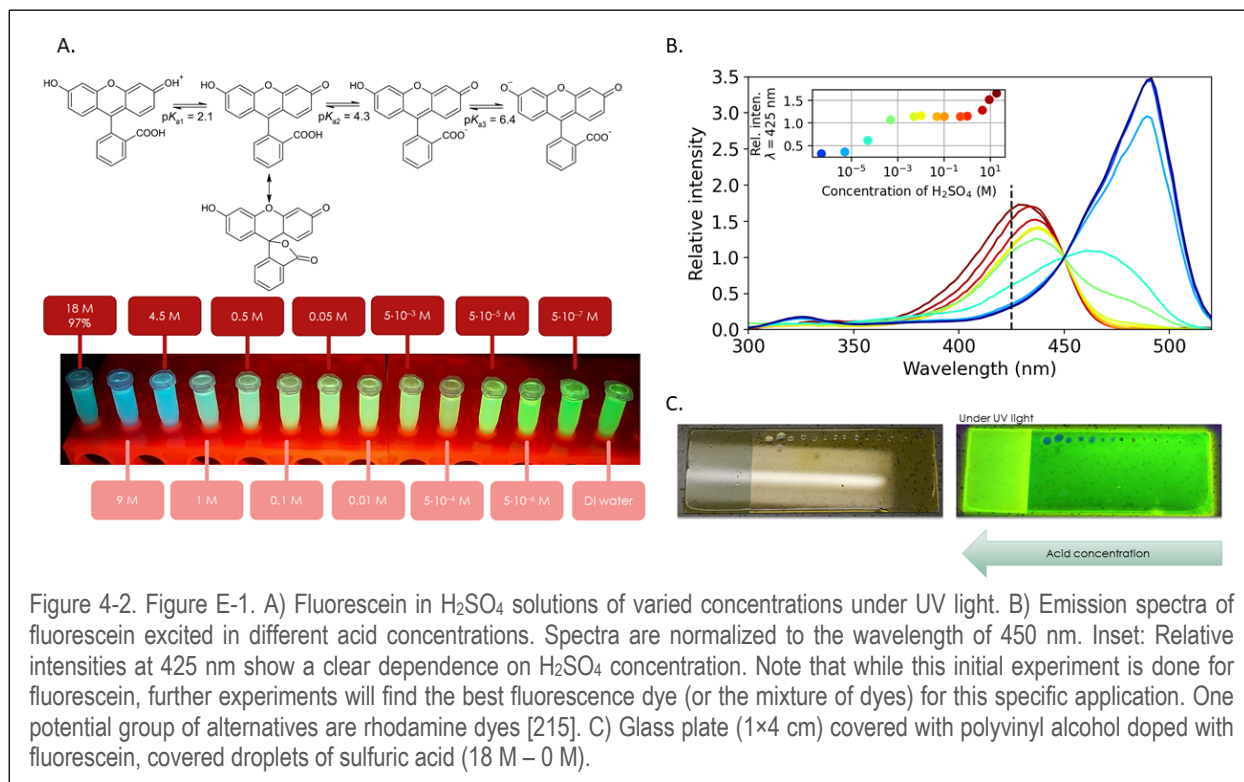 A.
HO
O
OH⁺
COOH
pKa1 = 2.1
HO
O
O
COOH
pKa2 = 4.3
HO
O
O
COO⁻
pKa3 = 6.4
O⁻
O
O
COO⁻
HO
O
O
O
O
18 M
97%
4.5 M
0.5 M
0.05 M
5·10⁻³ M
5·10⁻⁵ M
5·10⁻⁷ M
9 M
1 M
0.1 M
0.01 M
5·10⁻⁴ M
5·10⁻⁶ M
DI water
B.
Relative intensity
3.5
3.0
2.5
2.0
1.5
1.0
0.5
0.0
300
350
400
450
500
Wavelength (nm)
Rel. inten.
λ = 425 nm
1.5
1.0
0.5
10⁻⁵
10⁻³
10⁻¹
10¹
Concentration of H₂SO₄ (M)
C.
Under UV light
Acid concentration
Figure 4-2. Figure E-1. A) Fluorescein in H₂SO₄ solutions of varied concentrations under UV light. B) Emission spectra of
fluorescein excited in different acid concentrations. Spectra are normalized to the wavelength of 450 nm. Inset: Relative
intensities at 425 nm show a clear dependence on H₂SO₄ concentration. Note that while this initial experiment is done for
fluorescein, further experiments will find the best fluorescence dye (or the mixture of dyes) for this specific application. One
potential group of alternatives are rhodamine dyes [215]. C) Glass plate (1×4 cm) covered with polyvinyl alcohol doped with
fluorescein, covered droplets of sulfuric acid (18 M – 0 M).